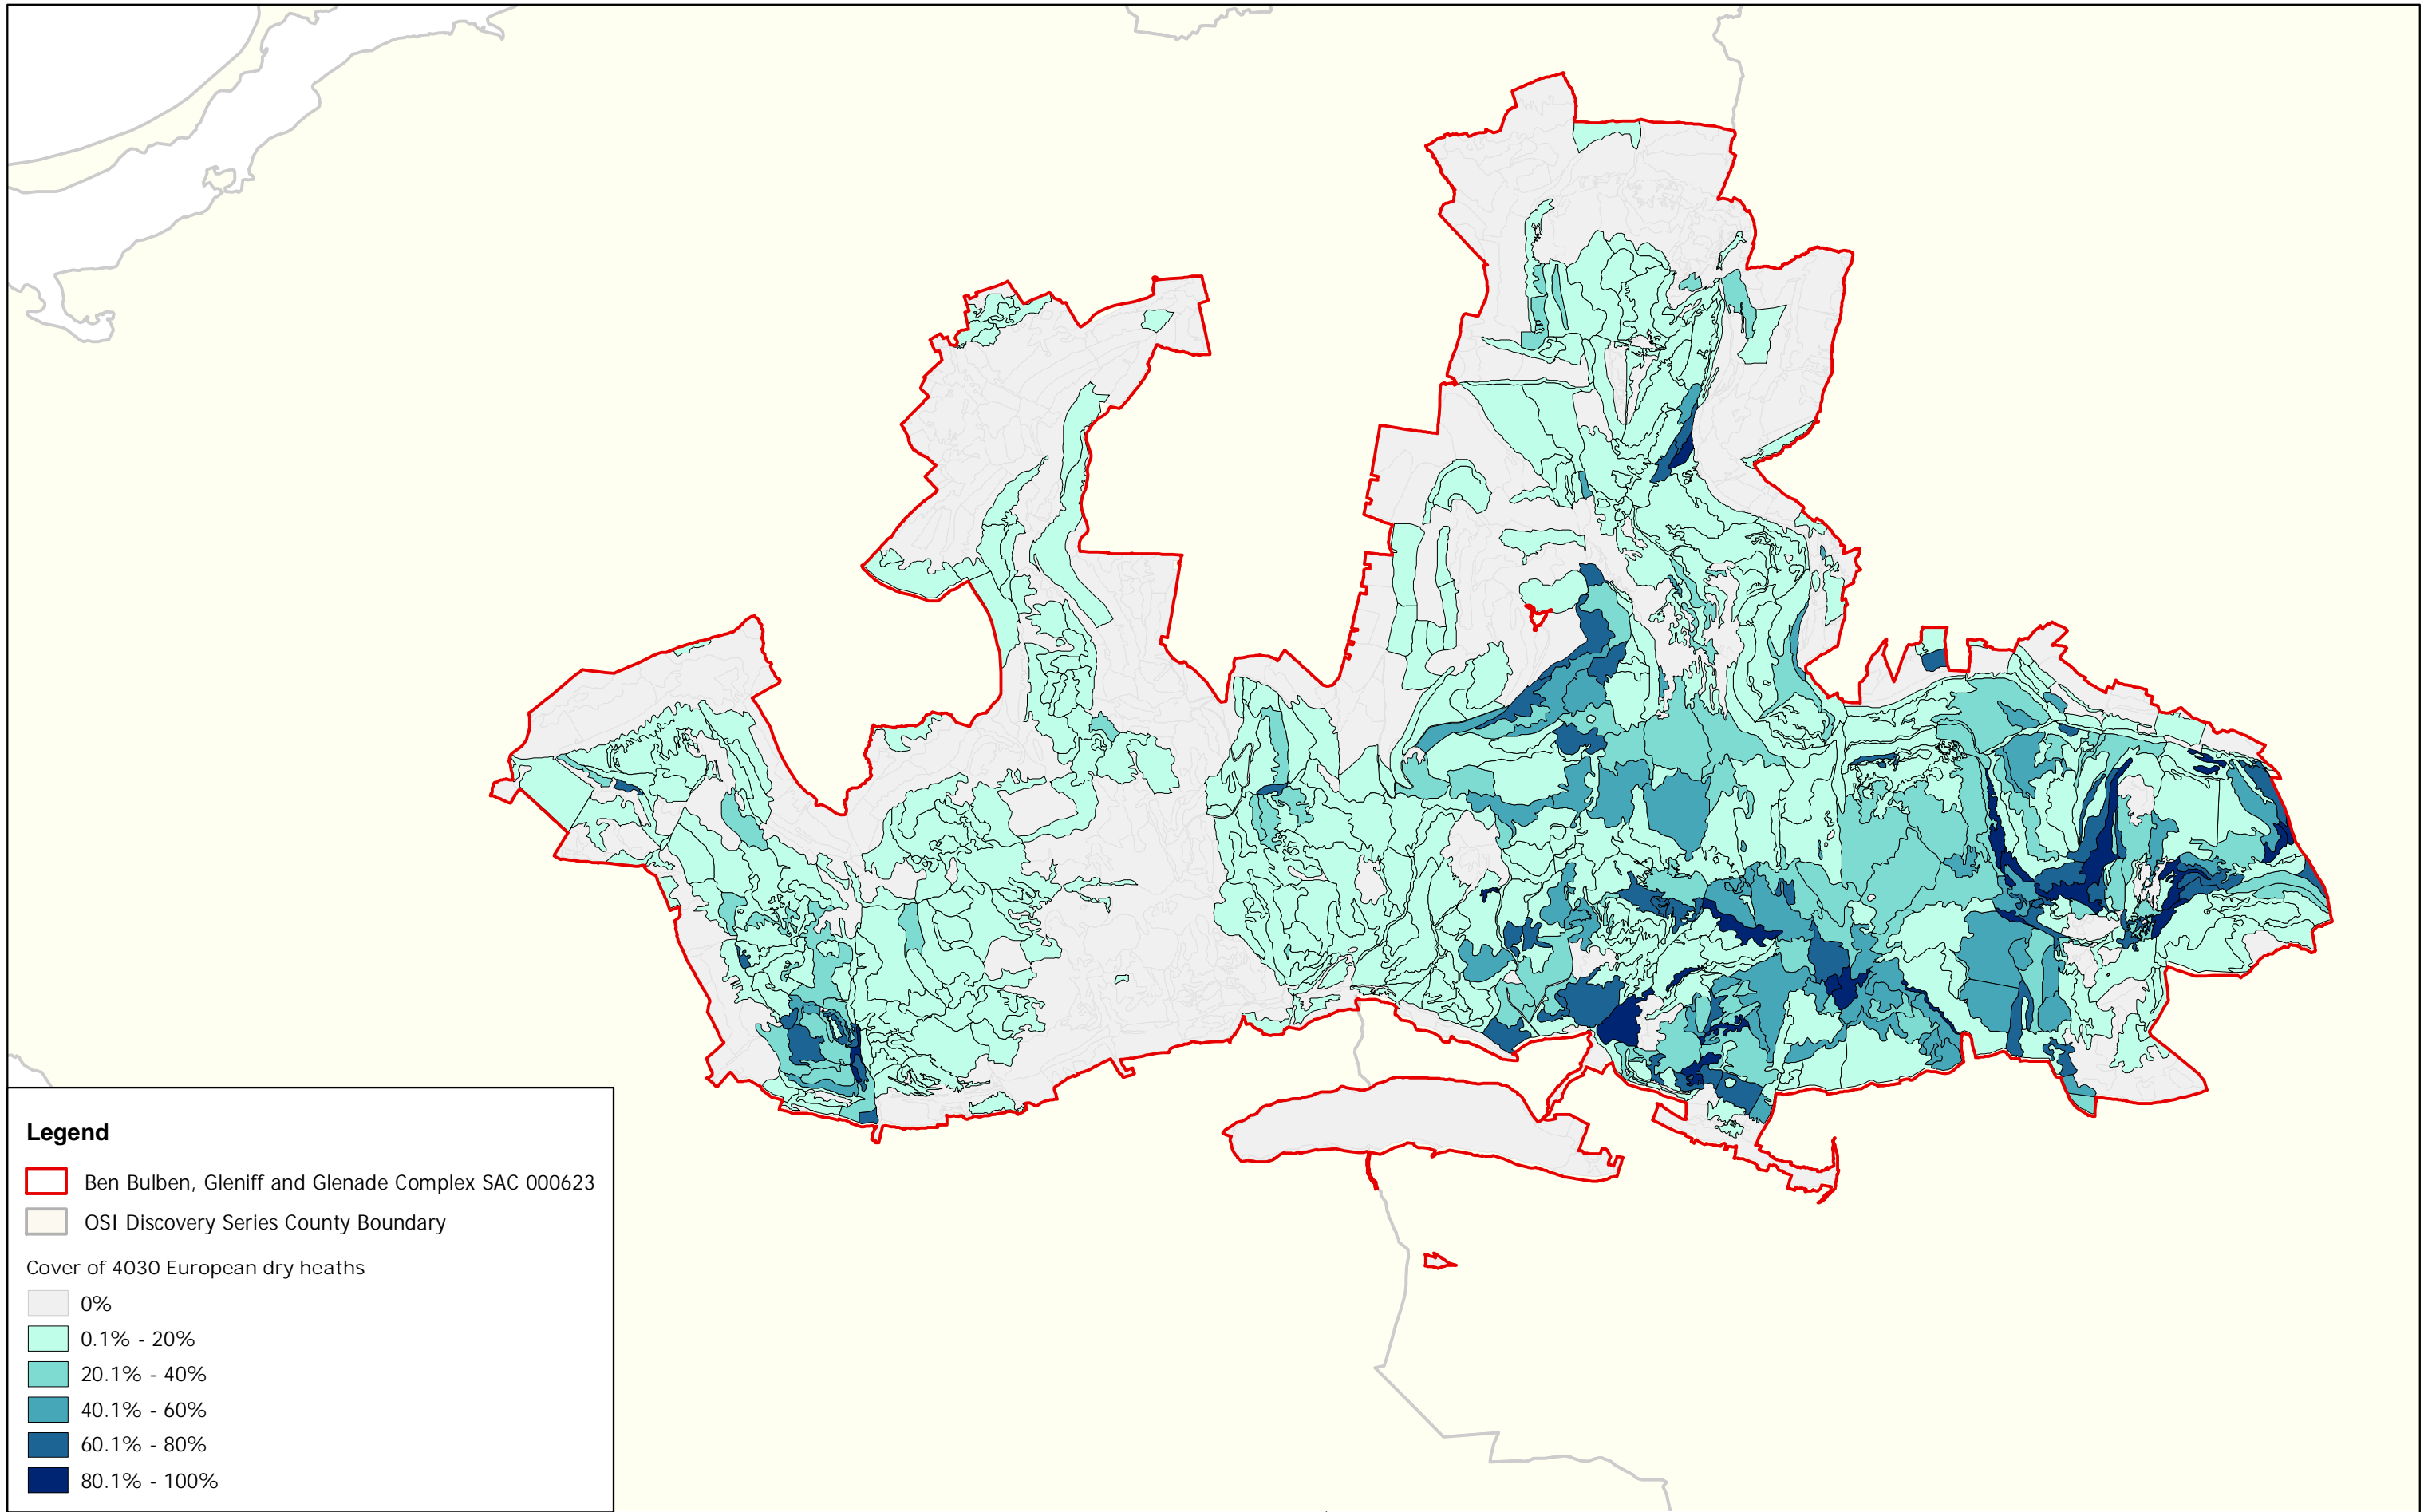 Legend
Ben Bulben, Gleniff and Glenade Complex SAC 000623
OSI Discovery Series County Boundary
Cover of 4030 European dry heaths
0%
0.1% - 20%
20.1% - 40%
40.1% - 60%
60.1% - 80%
80.1% - 100%